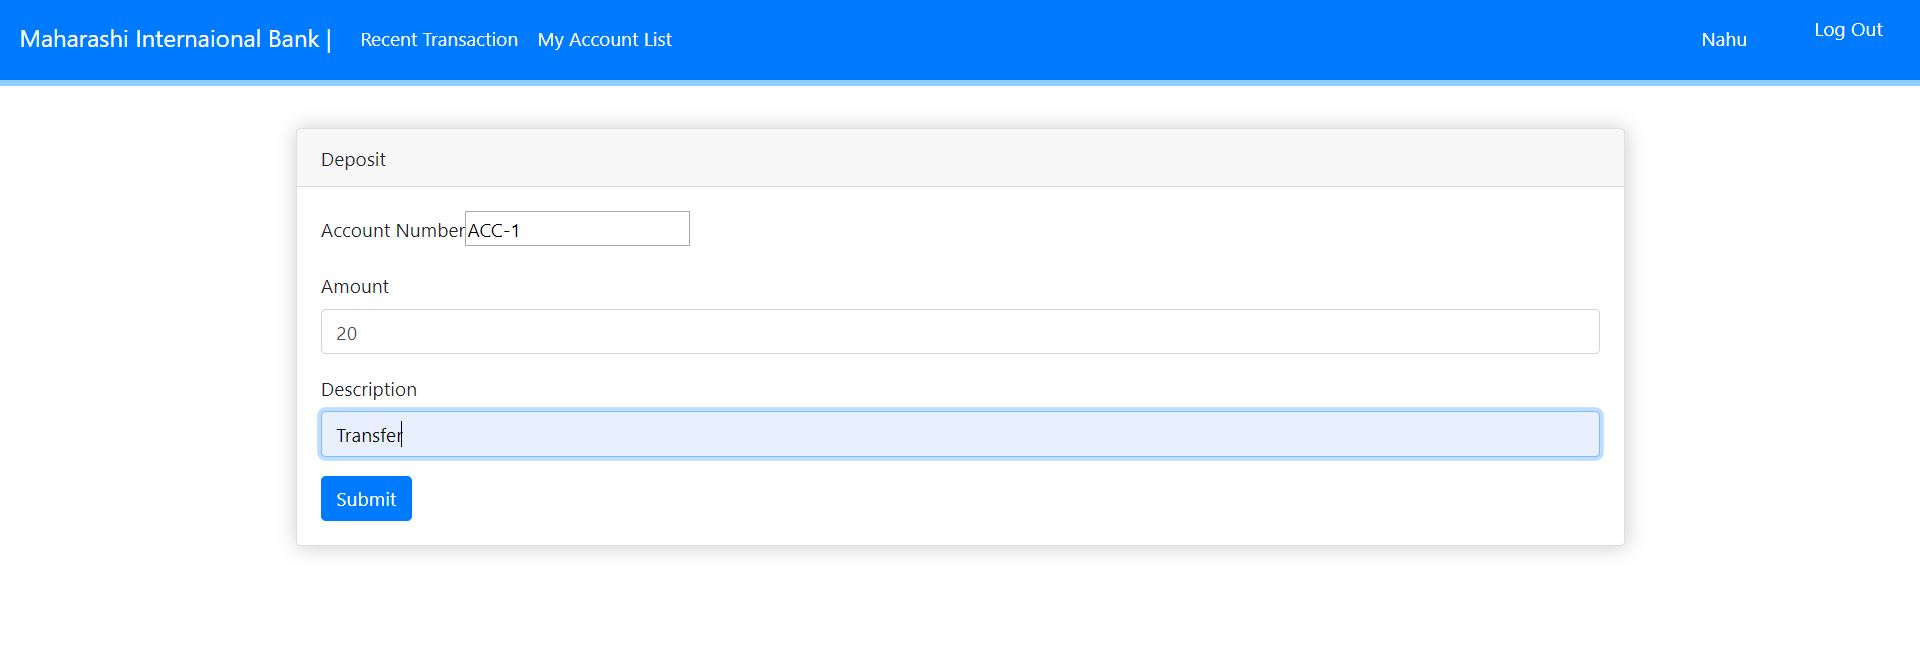 Maharashi Internaional Bank | Recent Transaction My Account List Nahu Log Out
Deposit
Account Number ACC-1
Amount
20
Description
Transfer
Submit